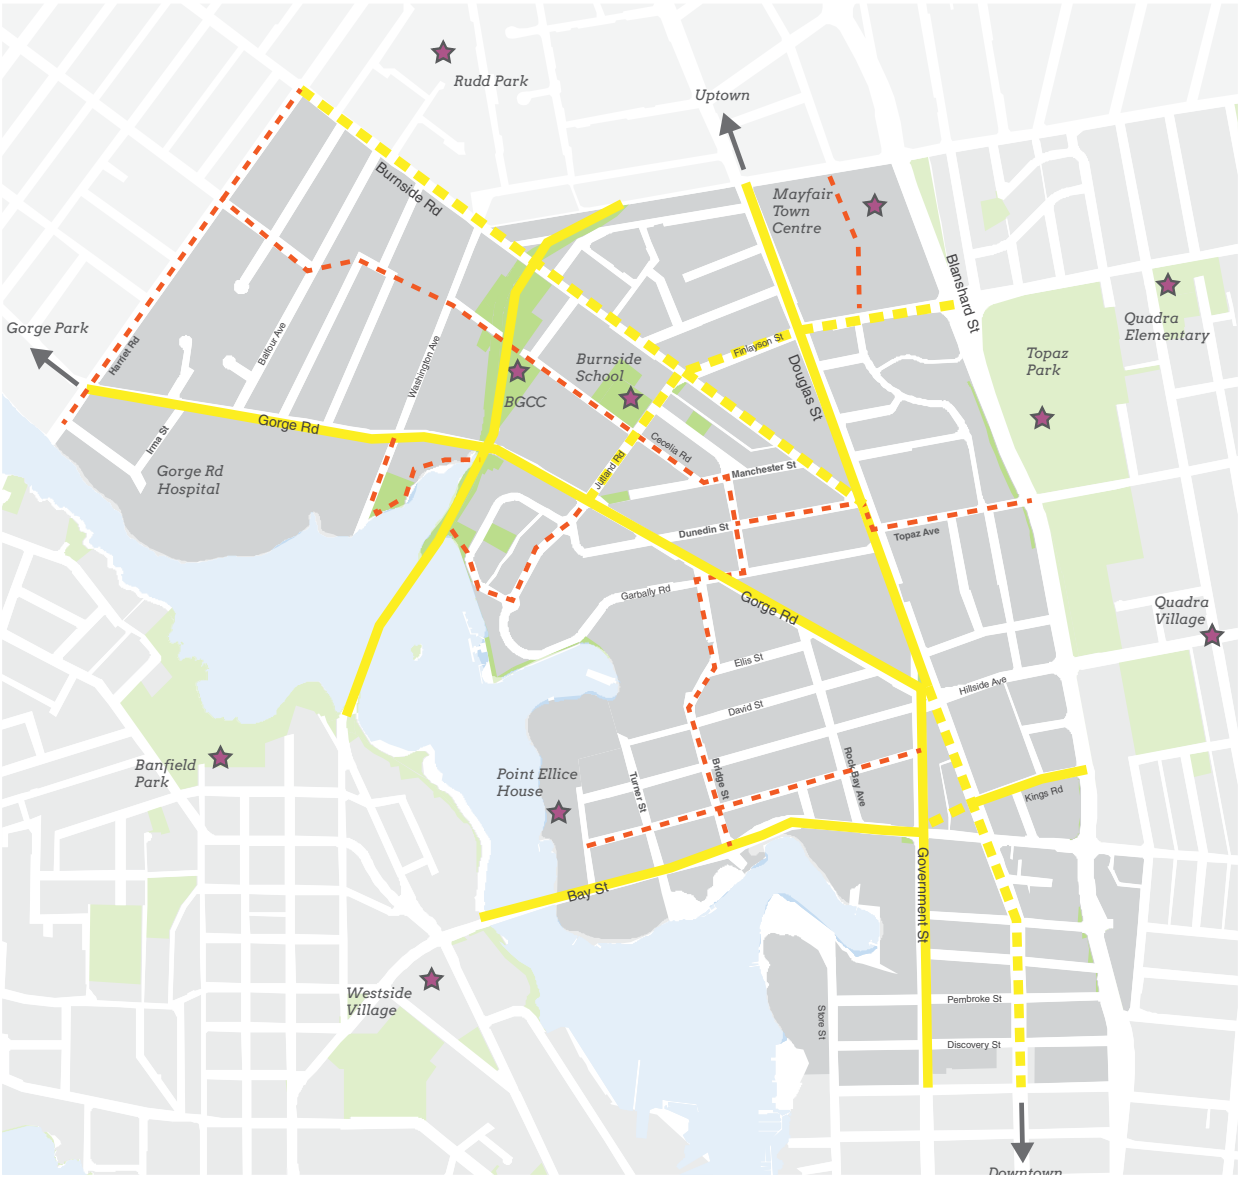 Rudd Park
Uptown
Mayfair
Town
Centre
Burnside Rd
Blanshard St
Quadra
Elementary
Gorge Park
Harriet Rd
Balfour Ave
Washington Ave
Finlayson St
Topaz
Park
Burnside
School
BGCC
Douglas St
Gorge Rd
Irma St
Cecelia Rd
Jutland Rd
Manchester St
Gorge Rd
Hospital
Dunedin St
Topaz Ave
Garbally Rd
Gorge Rd
Quadra
Village
Ellis St
Hillside Ave
David St
Banfield
Park
Point Ellice
House
Turner St
Bridge St
Rock Bay Ave
Kings Rd
Bay St
Government St
Westside
Village
Store St
Pembroke St
Discovery St
Downtown